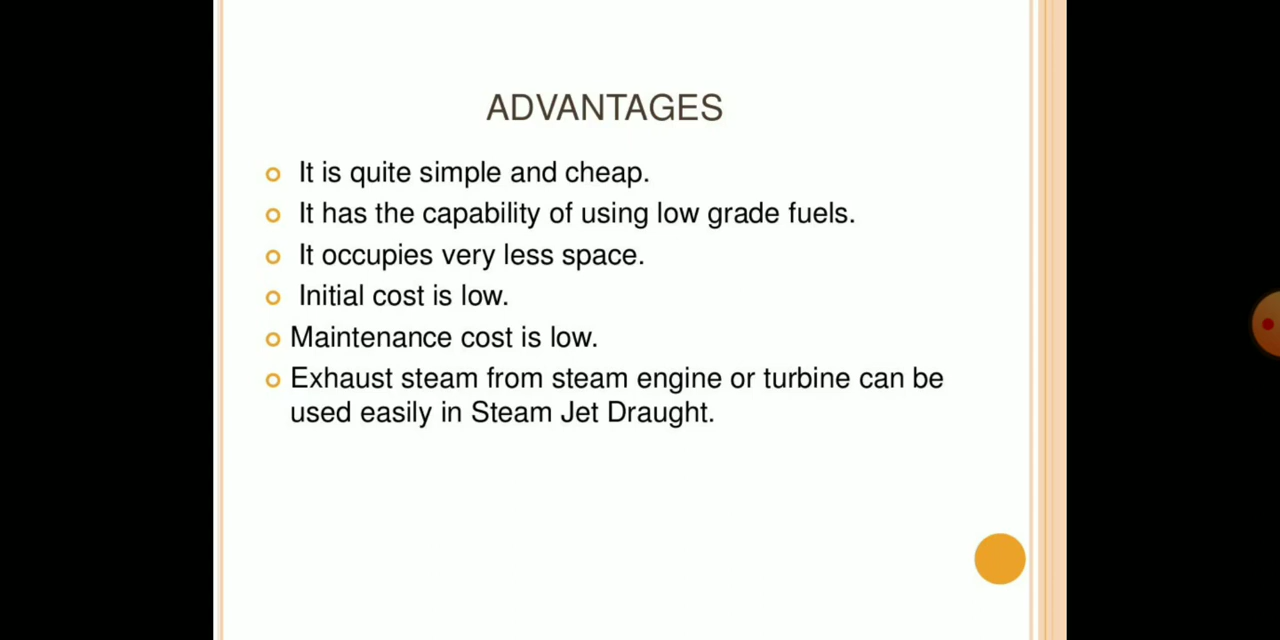 ADVANTAGES
It is quite simple and cheap.
It has the capability of using low grade fuels.
It occupies very less space.
Initial cost is low.
Maintenance cost is low.
Exhaust steam from steam engine or turbine can be
used easily in Steam Jet Draught.